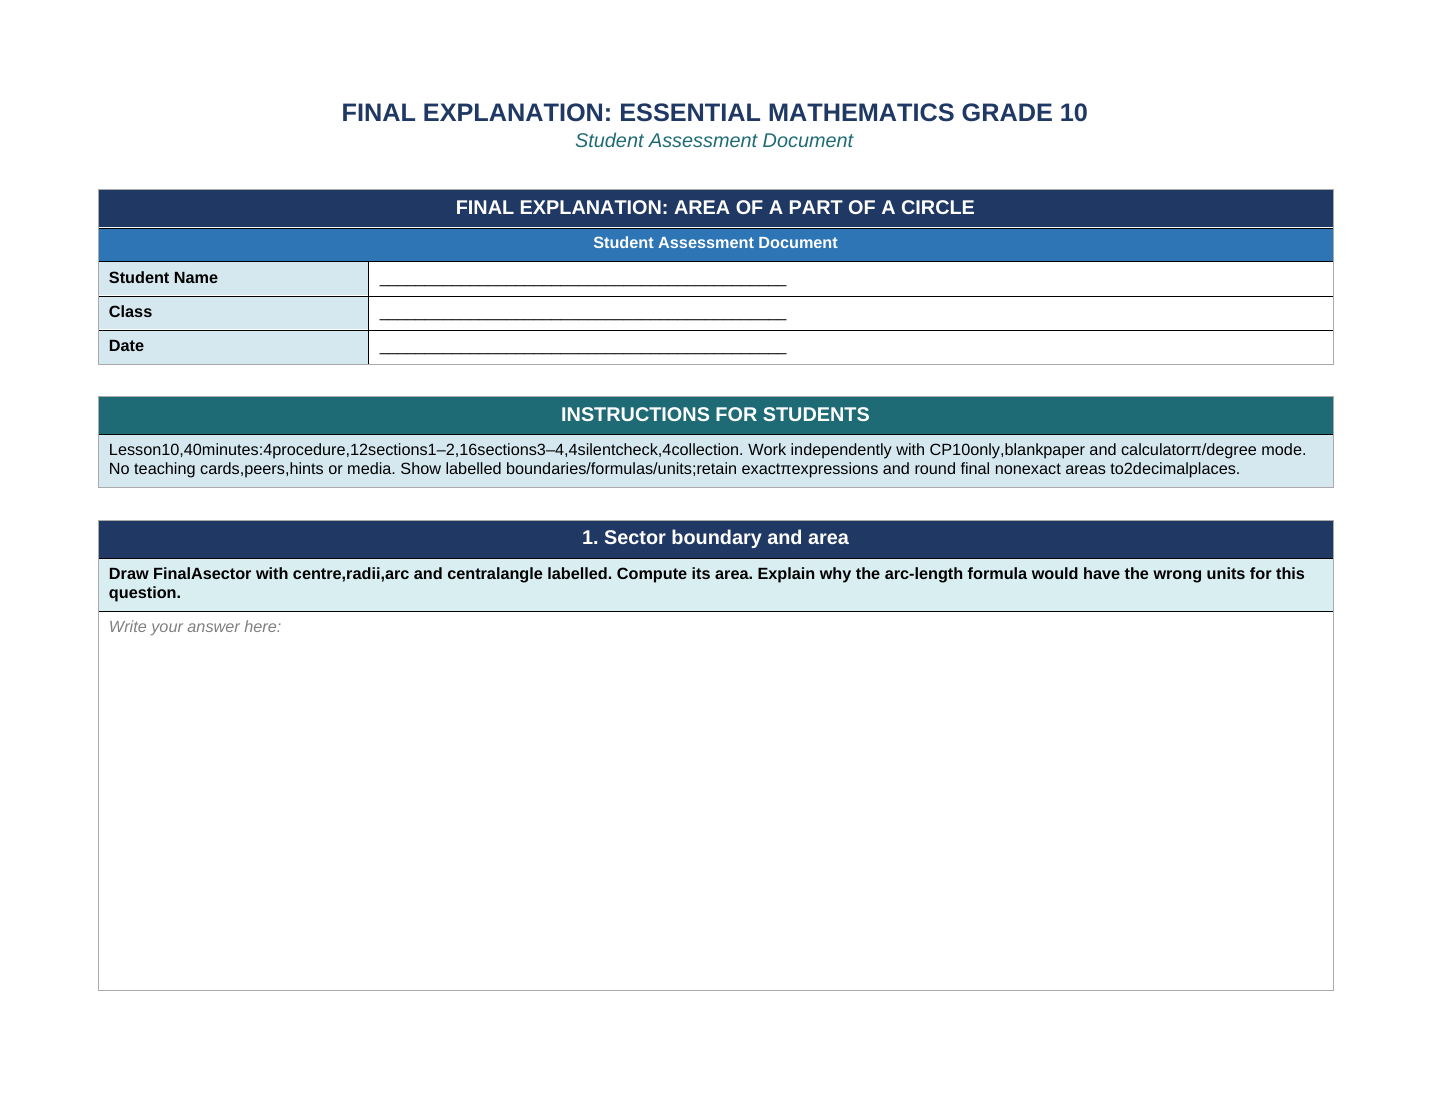 FINAL EXPLANATION: ESSENTIAL MATHEMATICS GRADE 10
Student Assessment Document
FINAL EXPLANATION: AREA OF A PART OF A CIRCLE
Student Assessment Document
Student Name _____________________________________________
Class _____________________________________________
Date _____________________________________________
INSTRUCTIONS FOR STUDENTS
Lesson10,40minutes:4procedure,12sections1–2,16sections3–4,4silentcheck,4collection. Work independently with CP10only,blankpaper and calculatorπ/degree mode.
No teaching cards,peers,hints or media. Show labelled boundaries/formulas/units;retain exactπexpressions and round final nonexact areas to2decimalplaces.
1. Sector boundary and area
Draw FinalAsector with centre,radii,arc and centralangle labelled. Compute its area. Explain why the arc-length formula would have the wrong units for this
question.
Write your answer here: